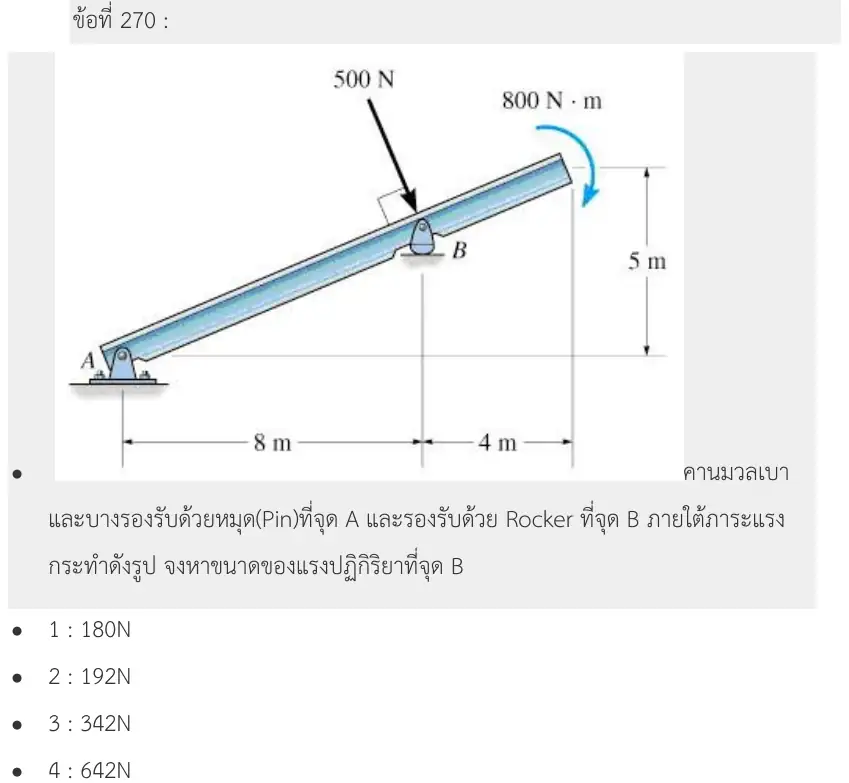 ข้อที่ 270 :
500 N
800 N · m
B
5 m
A
8 m
4 m
คานมวลเบา
และบางรองรับด้วยหมุด(Pin)ที่จุด A และรองรับด้วย Rocker ที่จุด B ภายใต้ภาระแรง
กระทำดังรูป จงหาขนาดของแรงปฏิกิริยาที่จุด B
1 : 180N
2 : 192N
3 : 342N
4 : 642N